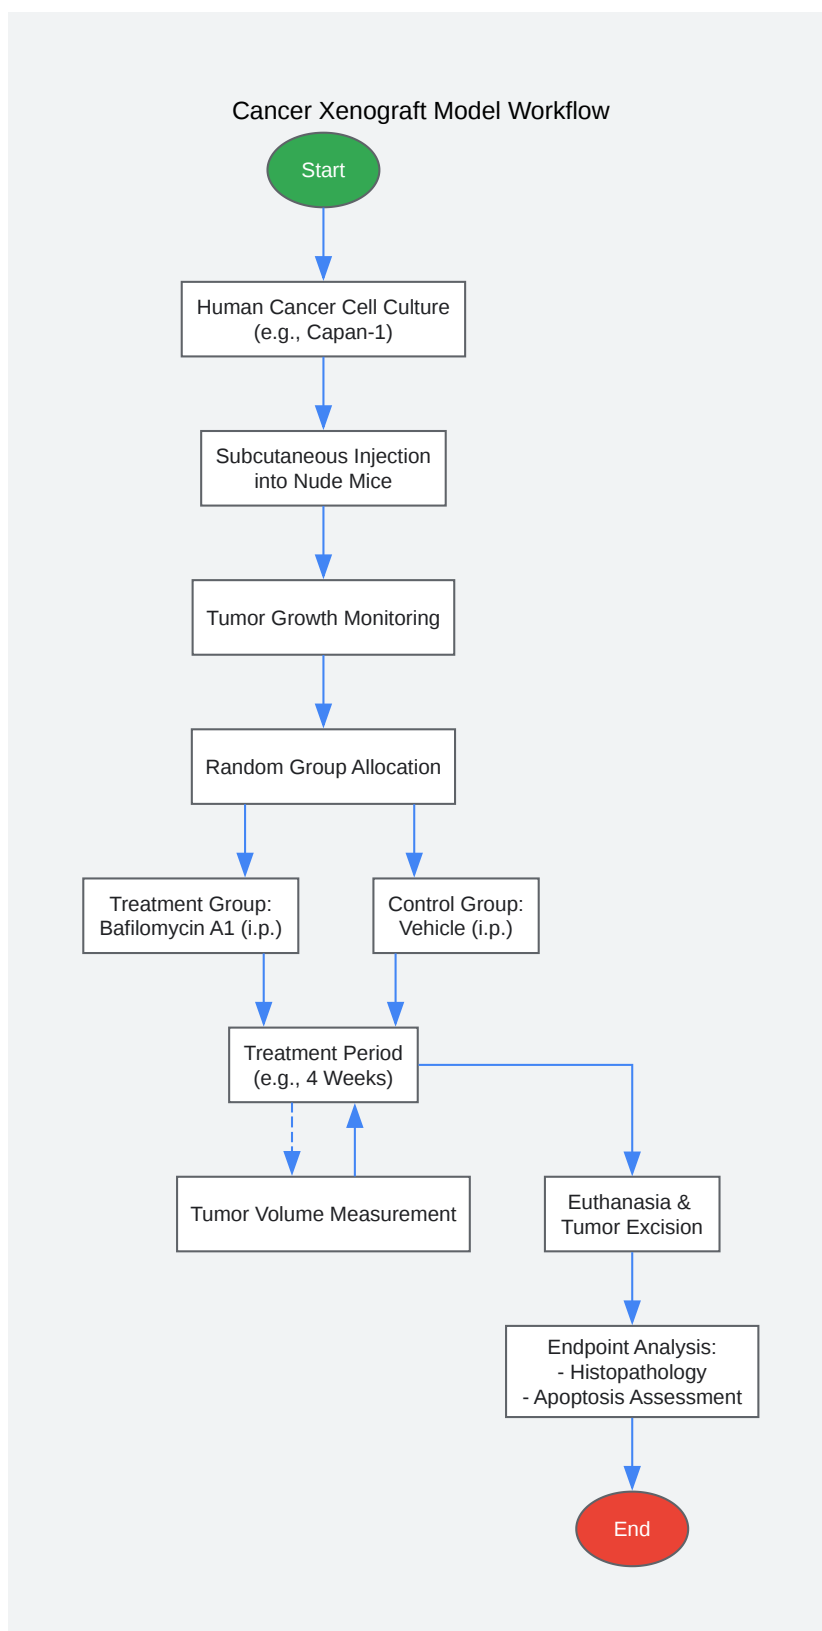 Cancer Xenograft Model Workflow
Start
Human Cancer Cell Culture
(e.g., Capan-1)
Subcutaneous Injection
into Nude Mice
Tumor Growth Monitoring
Random Group Allocation
Treatment Group:
Bafilomycin A1 (i.p.)
Control Group:
Vehicle (i.p.)
Treatment Period
(e.g., 4 Weeks)
Tumor Volume Measurement
Euthanasia &
Tumor Excision
Endpoint Analysis:
- Histopathology
- Apoptosis Assessment
End